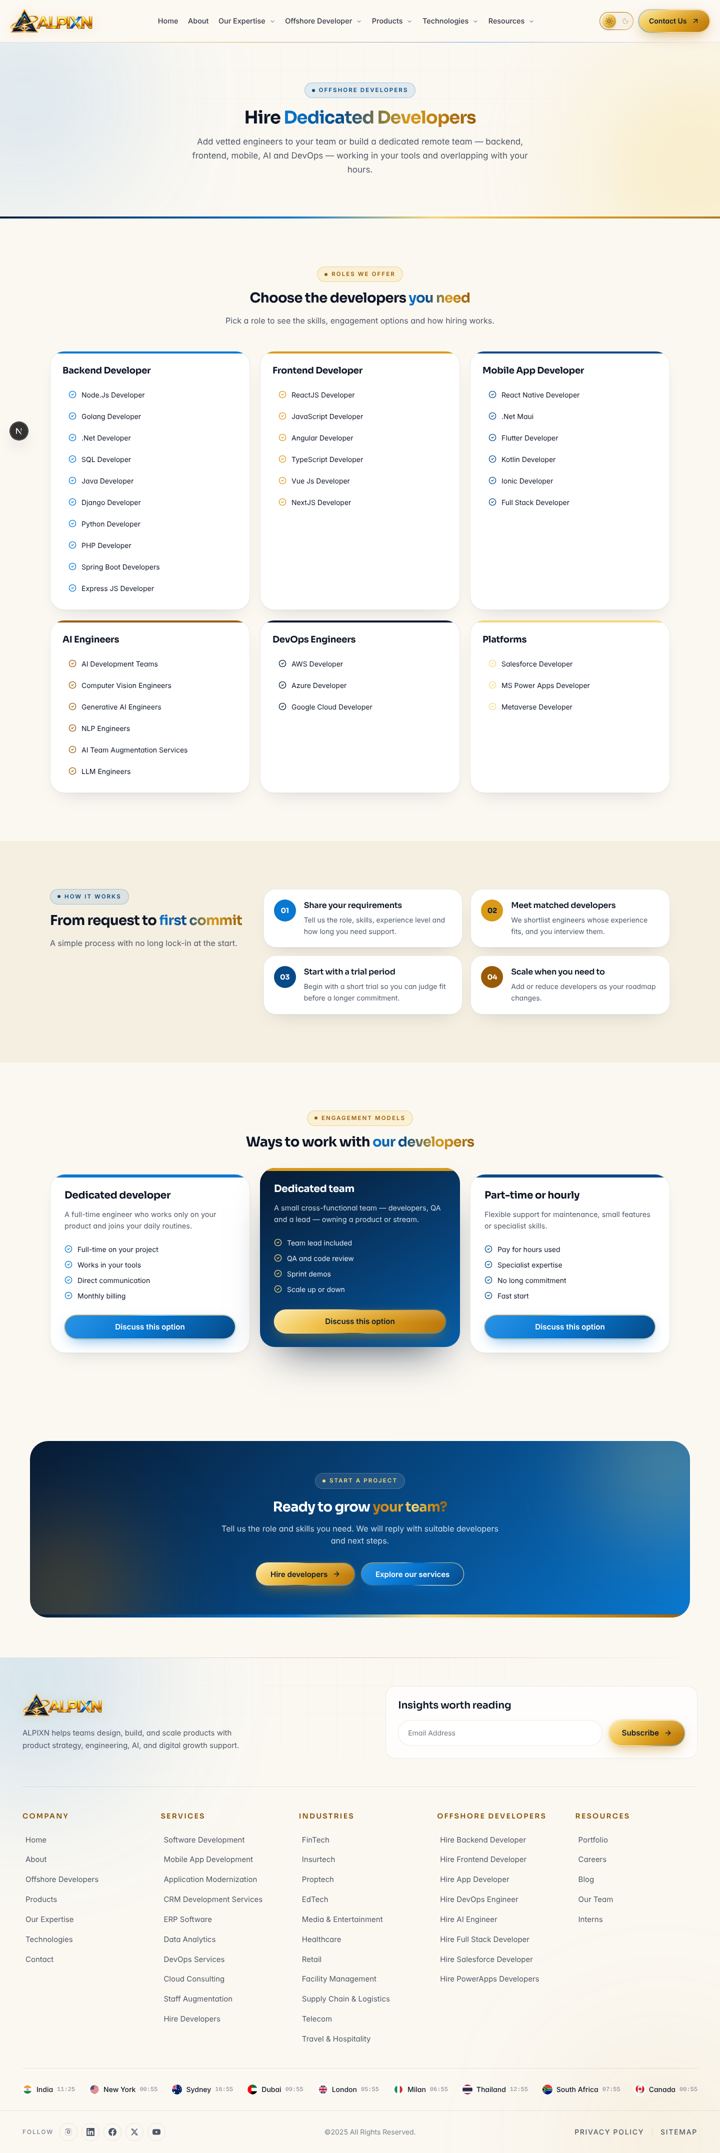 ALPIXN
Home About Our Expertise Offshore Developer Products Technologies Resources
Contact Us
OFFSHORE DEVELOPERS
Hire Dedicated Developers
Add vetted engineers to your team or build a dedicated remote team — backend,
frontend, mobile, AI and DevOps — working in your tools and overlapping with your
hours.
ROLES WE OFFER
Choose the developers you need
Pick a role to see the skills, engagement options and how hiring works.
Backend Developer
Node.Js Developer
Golang Developer
.Net Developer
SQL Developer
Java Developer
Django Developer
Python Developer
PHP Developer
Spring Boot Developers
Express JS Developer
Frontend Developer
ReactJS Developer
JavaScript Developer
Angular Developer
TypeScript Developer
Vue Js Developer
NextJS Developer
Mobile App Developer
React Native Developer
.Net Maui
Flutter Developer
Kotlin Developer
Ionic Developer
Full Stack Developer
N
AI Engineers
AI Development Teams
Computer Vision Engineers
Generative AI Engineers
NLP Engineers
AI Team Augmentation Services
LLM Engineers
DevOps Engineers
AWS Developer
Azure Developer
Google Cloud Developer
Platforms
Salesforce Developer
MS Power Apps Developer
Metaverse Developer
HOW IT WORKS
From request to first commit
A simple process with no long lock-in at the start.
01
Share your requirements
Tell us the role, skills, experience level and
how long you need support.
02
Meet matched developers
We shortlist engineers whose experience
fits, and you interview them.
03
Start with a trial period
Begin with a short trial so you can judge fit
before a longer commitment.
04
Scale when you need to
Add or reduce developers as your roadmap
changes.
ENGAGEMENT MODELS
Ways to work with our developers
Dedicated developer
A full-time engineer who works only on your
product and joins your daily routines.
Full-time on your project
Works in your tools
Direct communication
Monthly billing
Discuss this option
Dedicated team
A small cross-functional team — developers, QA
and a lead — owning a product or stream.
Team lead included
QA and code review
Sprint demos
Scale up or down
Discuss this option
Part-time or hourly
Flexible support for maintenance, small features
or specialist skills.
Pay for hours used
Specialist expertise
No long commitment
Fast start
Discuss this option
START A PROJECT
Ready to grow your team?
Tell us the role and skills you need. We will reply with suitable developers
and next steps.
Hire developers
Explore our services
ALPIXN
ALPIXN helps teams design, build, and scale products with
product strategy, engineering, AI, and digital growth support.
Insights worth reading
Email Address
Subscribe
COMPANY
Home
About
Offshore Developers
Products
Our Expertise
Technologies
Contact
SERVICES
Software Development
Mobile App Development
Application Modernization
CRM Development Services
ERP Software
Data Analytics
DevOps Services
Cloud Consulting
Staff Augmentation
Hire Developers
INDUSTRIES
FinTech
Insurtech
Proptech
EdTech
Media & Entertainment
Healthcare
Retail
Facility Management
Supply Chain & Logistics
Telecom
Travel & Hospitality
OFFSHORE DEVELOPERS
Hire Backend Developer
Hire Frontend Developer
Hire App Developer
Hire DevOps Engineer
Hire AI Engineer
Hire Full Stack Developer
Hire Salesforce Developer
Hire PowerApps Developers
RESOURCES
Portfolio
Careers
Blog
Our Team
Interns
India 11:25 New York 00:55 Sydney 16:55 Dubai 09:55 London 05:55 Milan 06:55 Thailand 12:55 South Africa 07:55 Canada 00:55
FOLLOW
©2025 All Rights Reserved.
PRIVACY POLICY SITEMAP